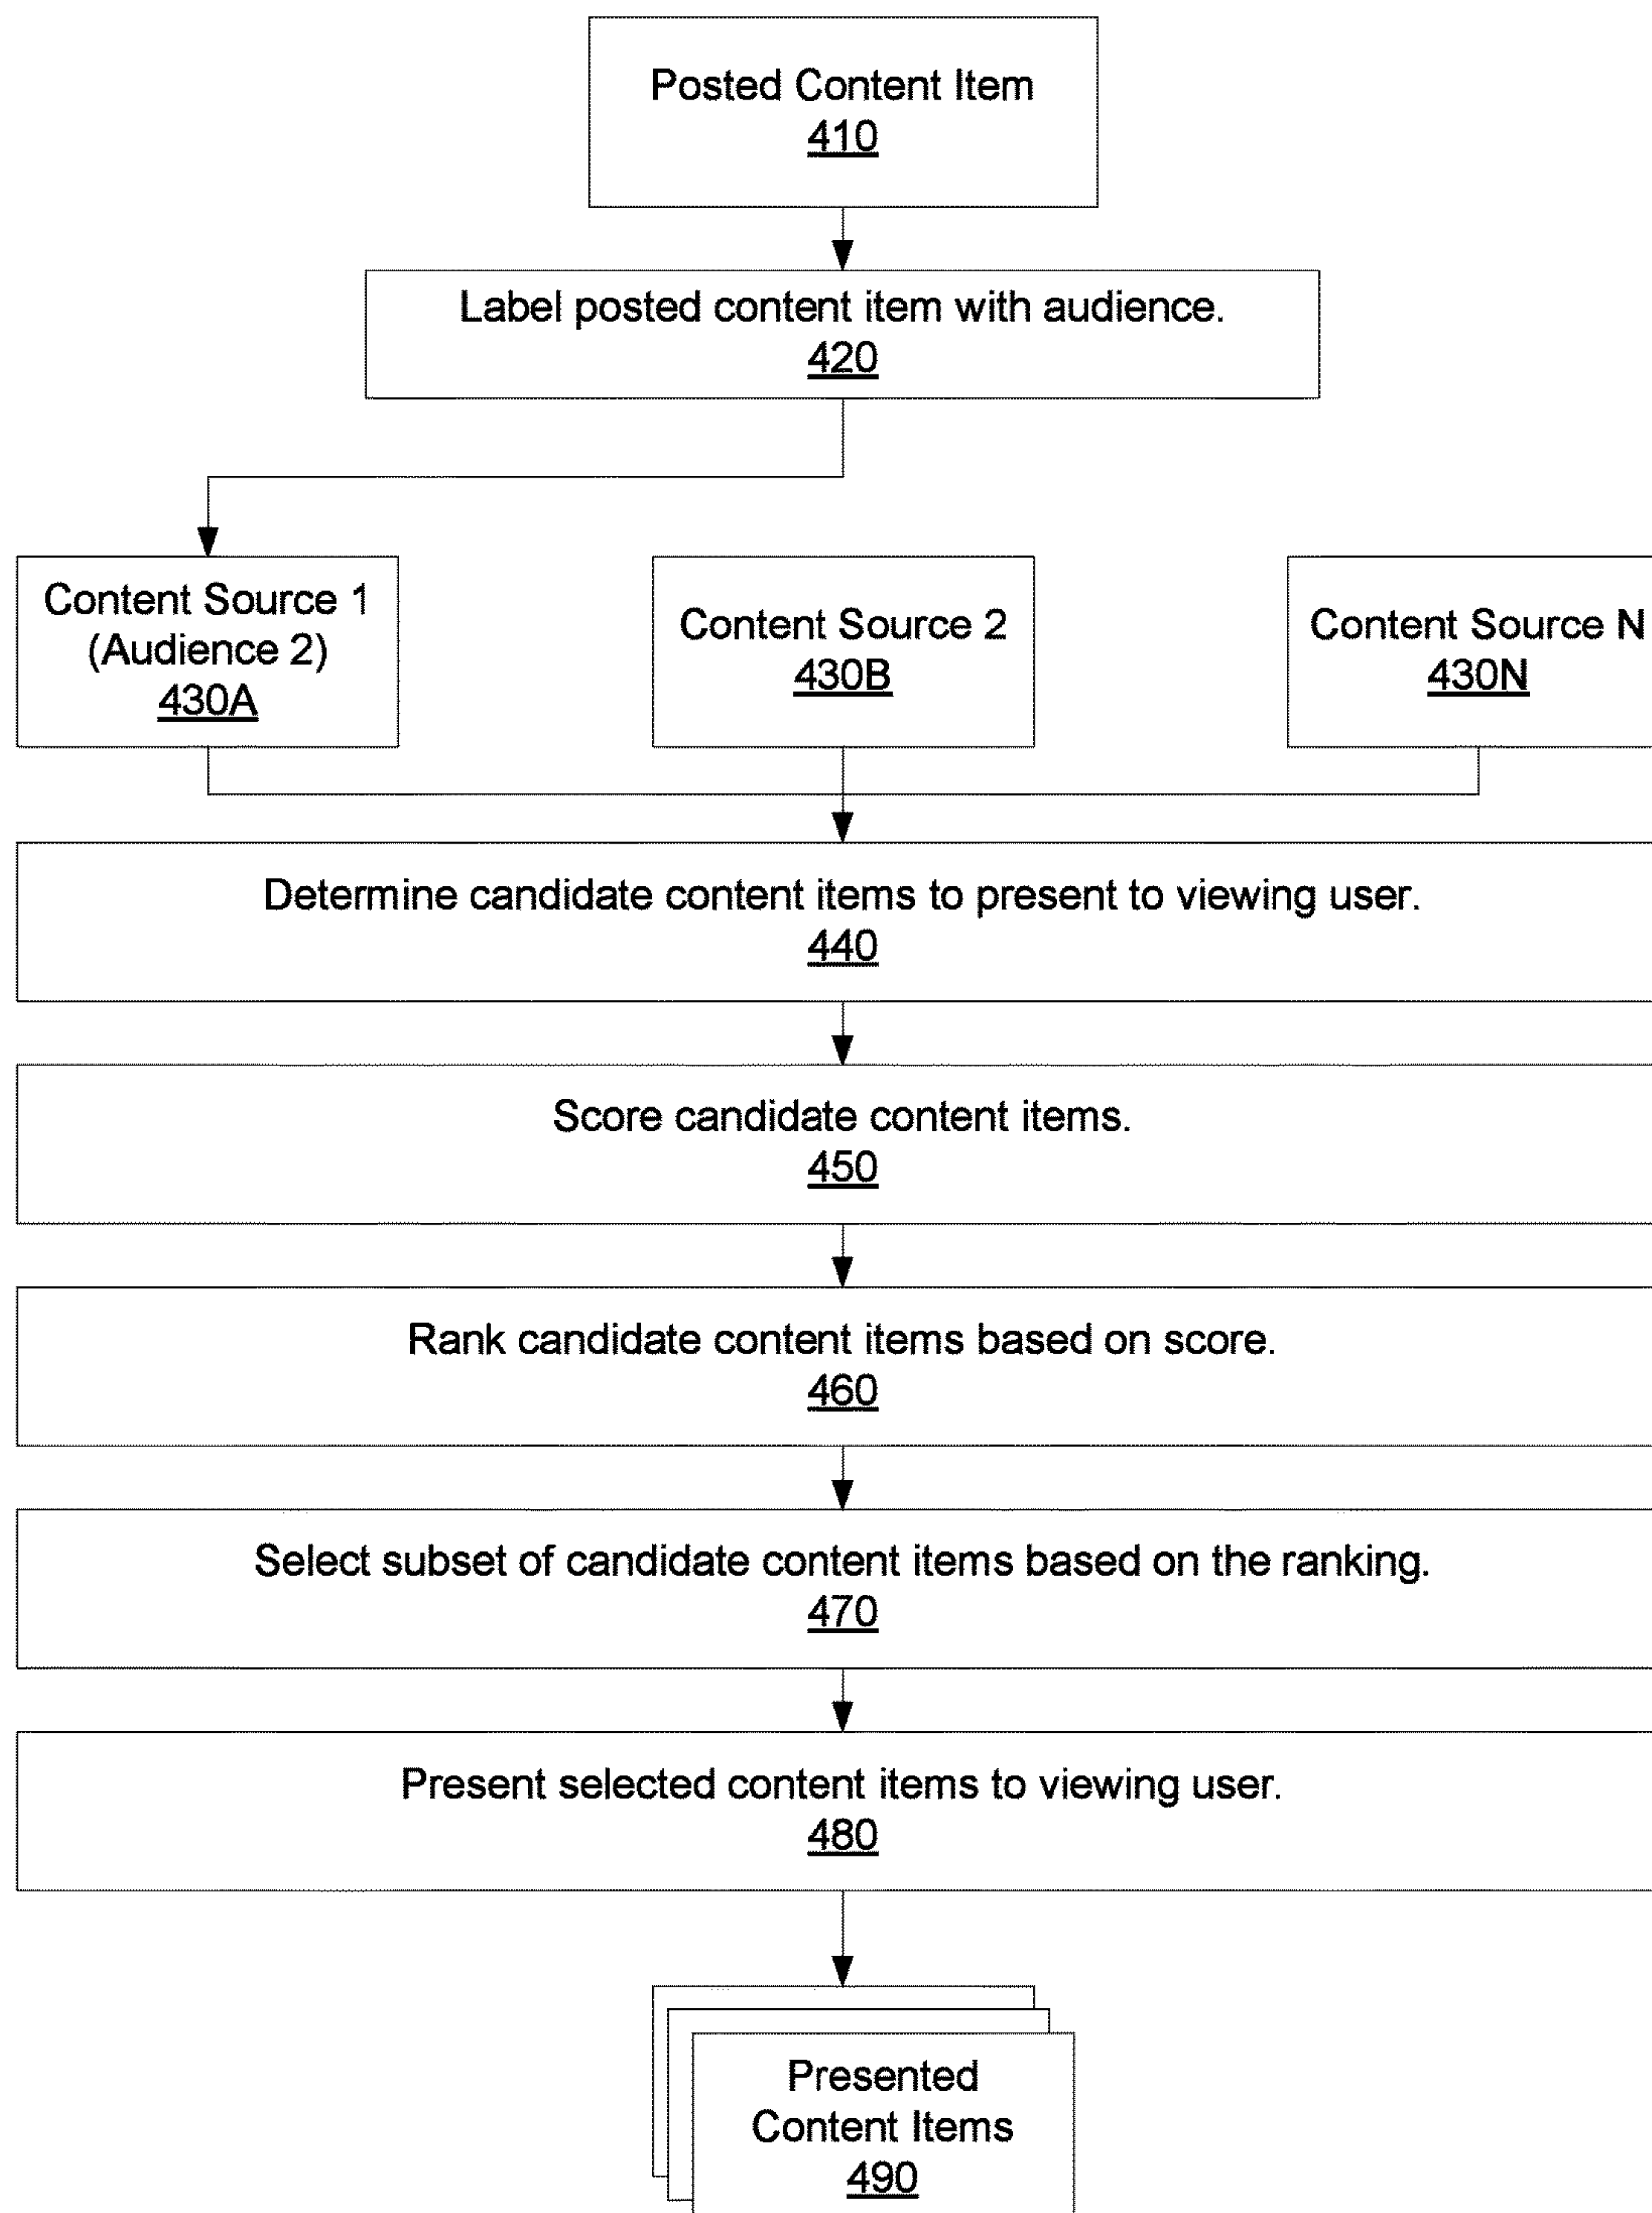 Posted Content Item
410
Label posted content item with audience.
420
Content Source 1
(Audience 2)
430A
Content Source 2
430B
Content Source N
430N
Determine candidate content items to present to viewing user.
440
Score candidate content items.
450
Rank candidate content items based on score.
460
Select subset of candidate content items based on the ranking.
470
Present selected content items to viewing user.
480
Presented
Content Items
490